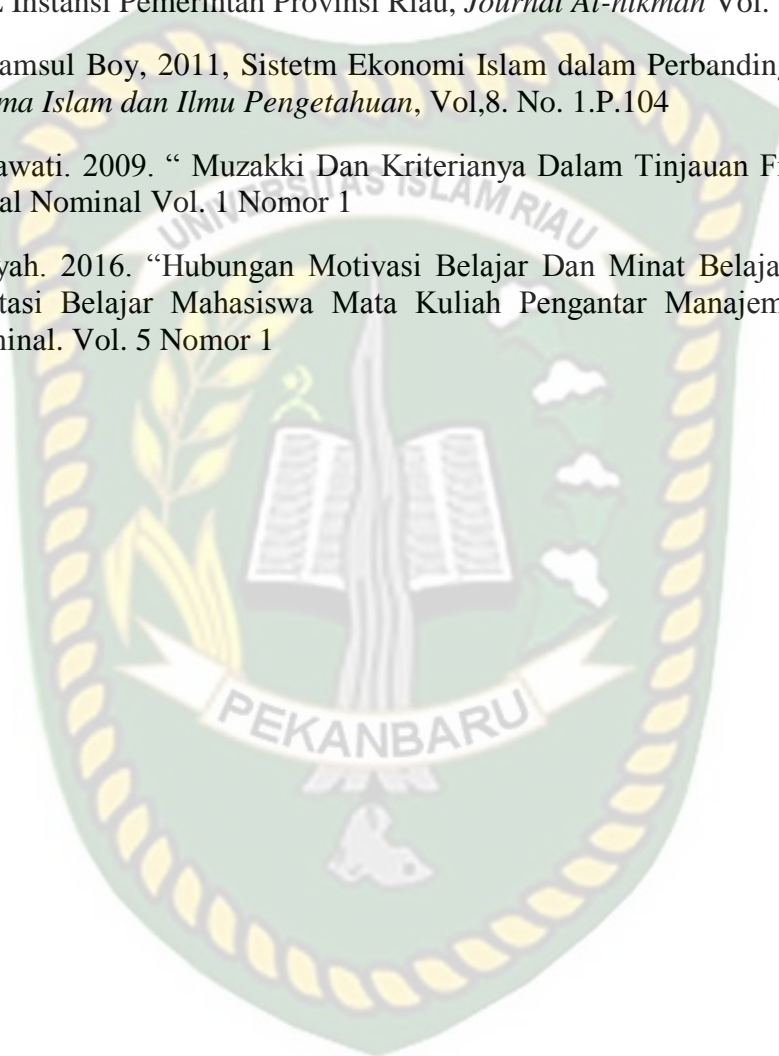 Instansi Pemerintah Provinsi Riau, Journal Al-hikmah Vol.
amsul Boy, 2011, Sistetm Ekonomi Islam dalam Perbanding
ma Islam dan Ilmu Pengetahuan, Vol,8. No. 1.P.104
awati. 2009. “ Muzakki Dan Kriterianya Dalam Tinjauan F
al Nominal Vol. 1 Nomor 1
yah. 2016. “Hubungan Motivasi Belajar Dan Minat Belaja
tasi Belajar Mahasiswa Mata Kuliah Pengantar Manajem
ninal. Vol. 5 Nomor 1
UNIVERSITAS ISLAM RIAU
PEKANBARU